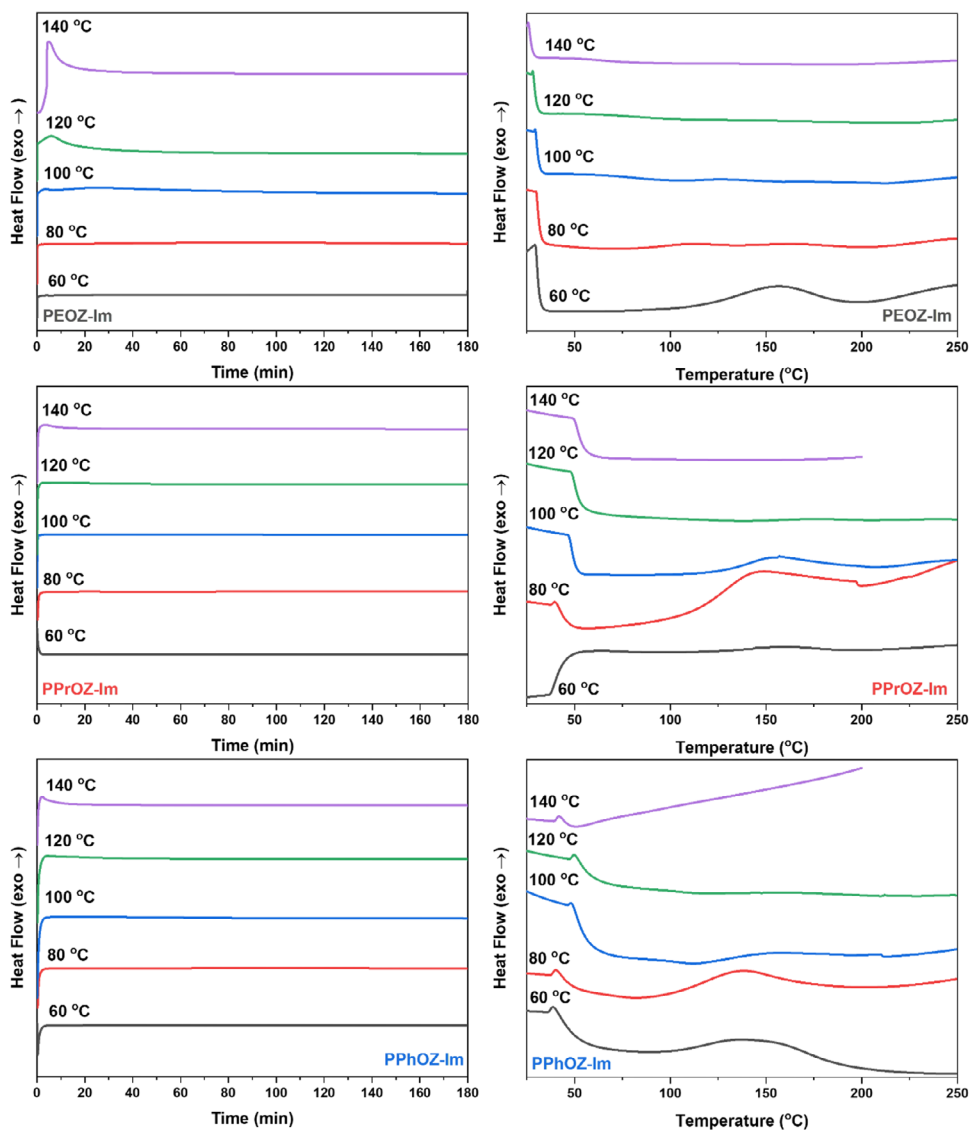 140 °C
120 °C
100 °C
80 °C
60 °C
PEOZ-Im
Heat Flow (exo →)
0 20 40 60 80 100 120 140 160 180
Time (min)
140 °C
120 °C
100 °C
80 °C
60 °C
PEOZ-Im
Heat Flow (exo →)
50 100 150 200 250
Temperature (°C)
140 °C
120 °C
100 °C
80 °C
60 °C
PPrOZ-Im
Heat Flow (exo →)
0 20 40 60 80 100 120 140 160 180
Time (min)
140 °C
120 °C
100 °C
80 °C
60 °C
PPrOZ-Im
Heat Flow (exo →)
50 100 150 200 250
Temperature (°C)
140 °C
120 °C
100 °C
80 °C
60 °C
PPhOZ-Im
Heat Flow (exo →)
0 20 40 60 80 100 120 140 160 180
Time (min)
140 °C
120 °C
100 °C
80 °C
60 °C
PPhOZ-Im
Heat Flow (exo →)
50 100 150 200 250
Temperature (°C)